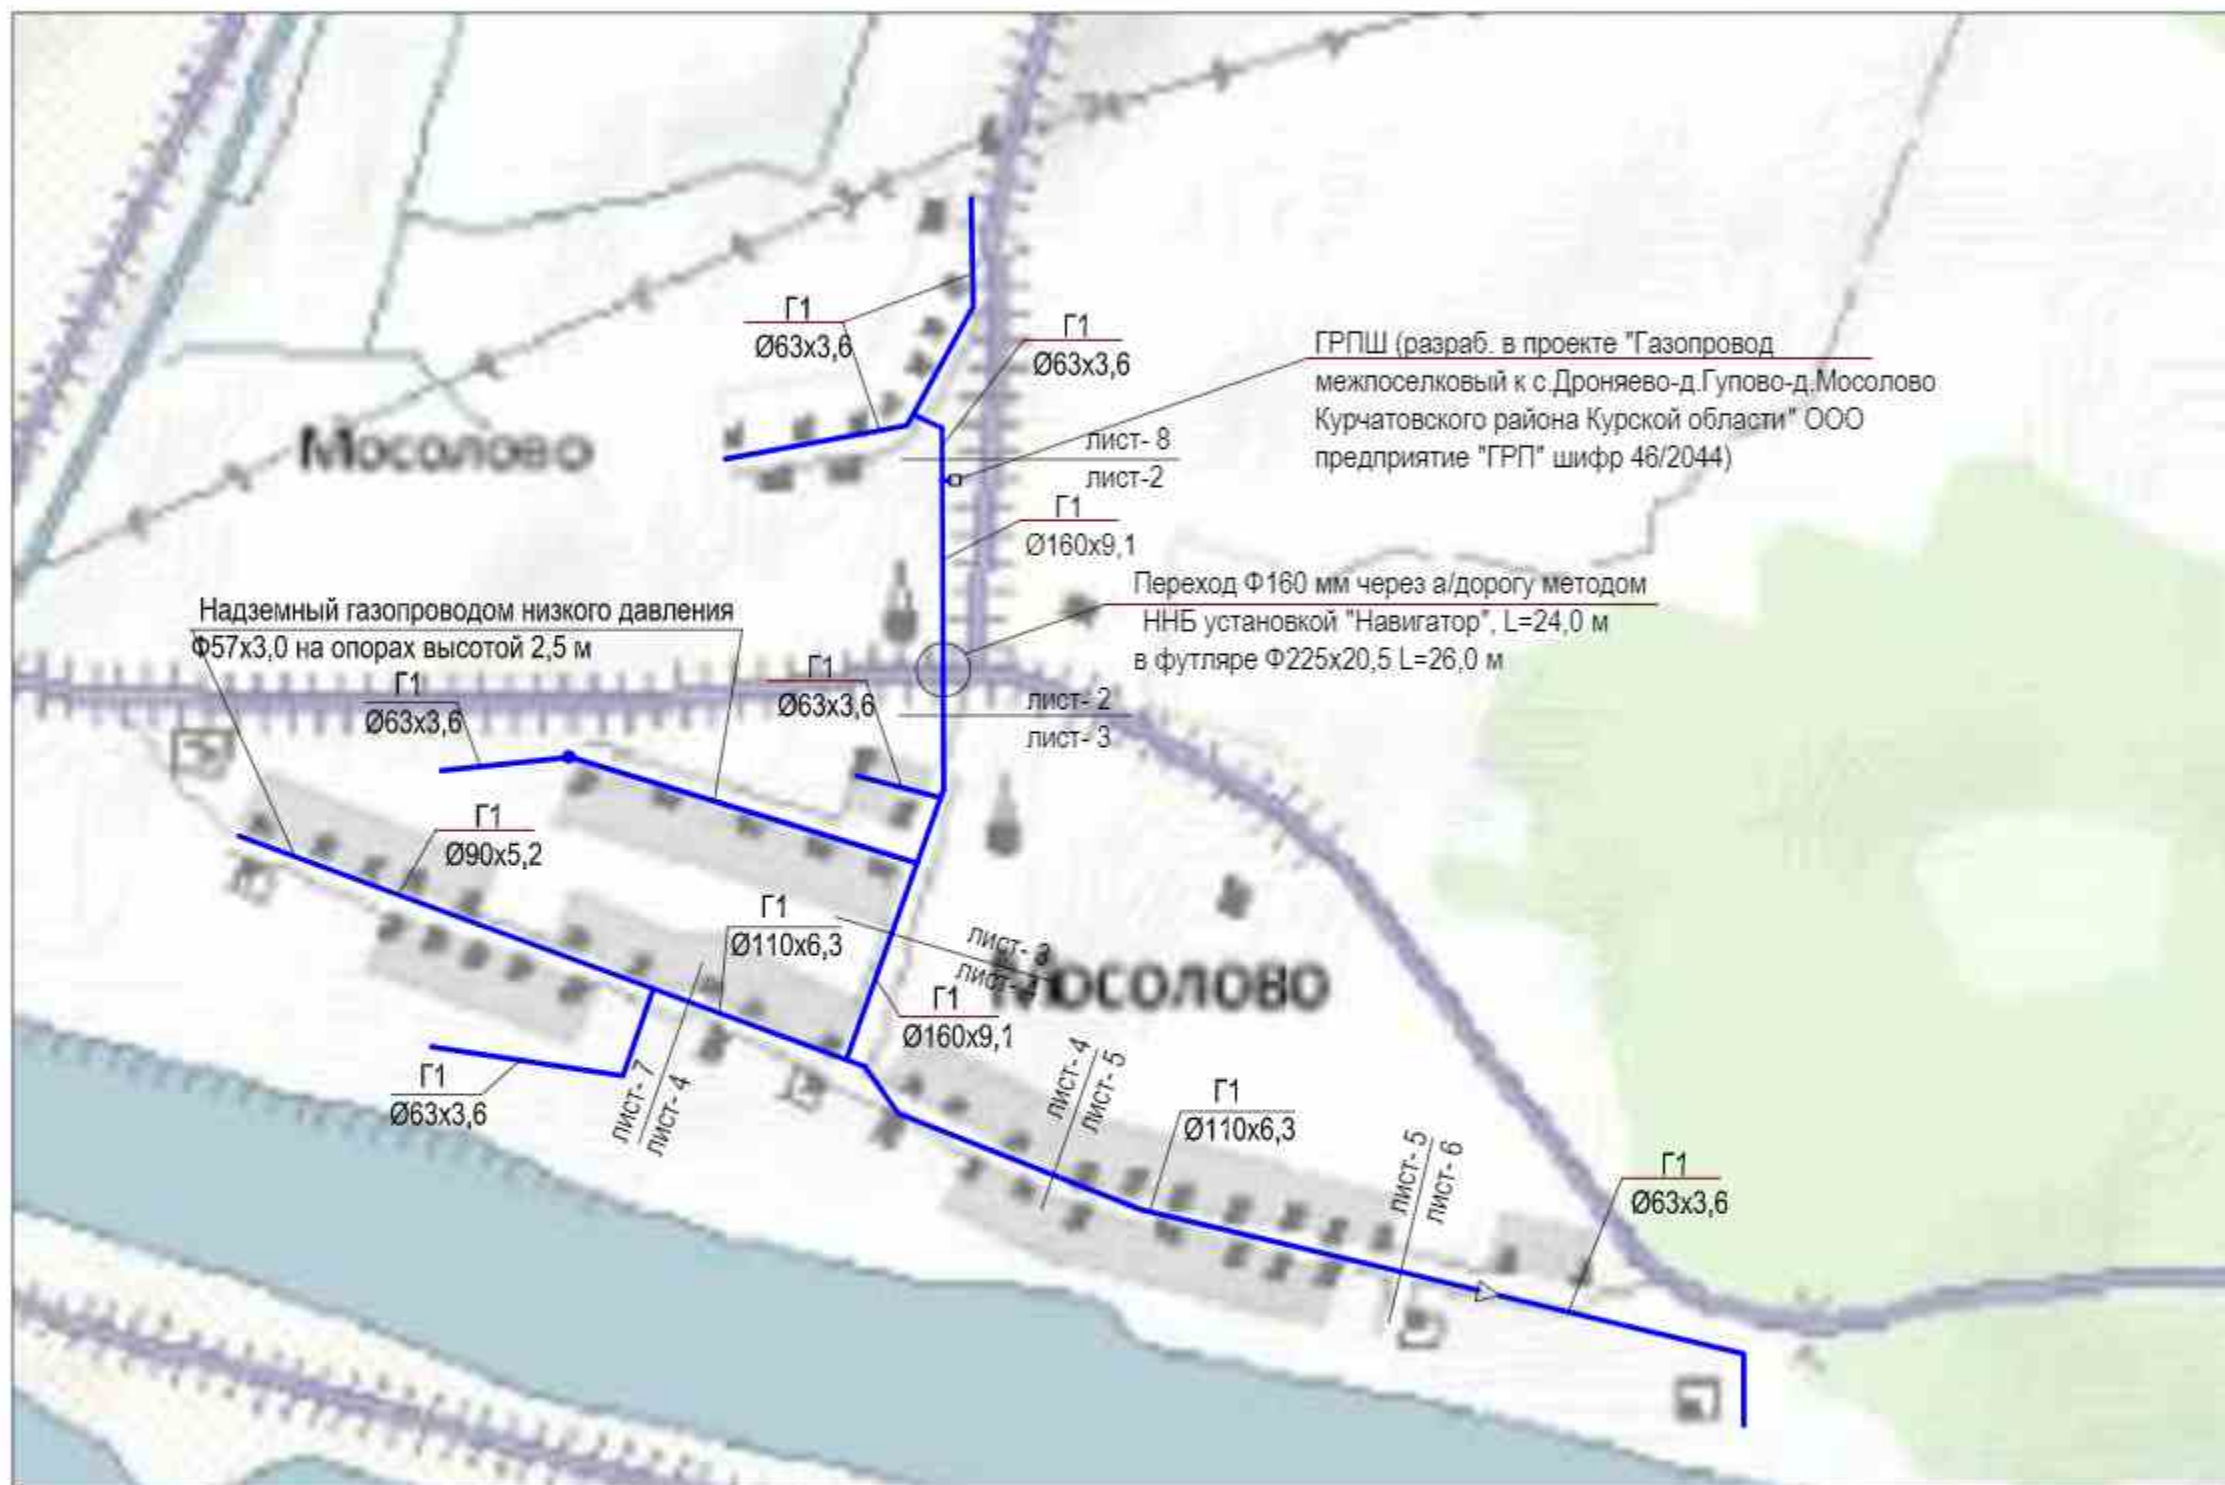 Г1
Ø63x3,6
Г1
Ø63x3,6
ГРПШ (разраб. в проекте "Газопровод
межпоселковый к с.Дроняево-д.Гупово-д.Мосолово
Курчатовского района Курской области" ООО
предприятие "ГРП" шифр 46/2044)
Мосолово
лист- 8
лист-2
Г1
Ø160x9,1
Переход Ф160 мм через а/дорогу методом
ННБ установкой "Навигатор", L=24,0 м
в футляре Ф225x20,5 L=26,0 м
Надземный газопроводом низкого давления
Ф57x3,0 на опорах высотой 2,5 м
Г1
Ø63x3,6
Г1
Ø63x3,6
лист- 2
лист- 3
Г1
Ø90x5,2
Г1
Ø110x6,3
лист- 3
лист- 4
Мосолово
Г1
Ø160x9,1
Г1
Ø63x3,6
лист- 7
лист- 4
лист- 4
лист- 5
Г1
Ø110x6,3
лист- 5
лист- 6
Г1
Ø63x3,6